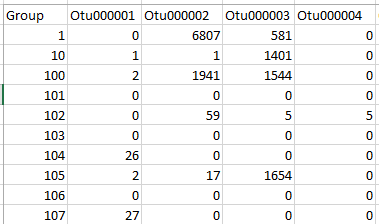 Group Otu000001 Otu000002 Otu000003 Otu000004
1 0 6807 581 0
10 1 1 1401 0
100 2 1941 1544 0
101 0 0 0 0
102 0 59 5 5
103 0 0 0 0
104 26 0 0 0
105 2 17 1654 0
106 0 0 0 0
107 27 0 0 0